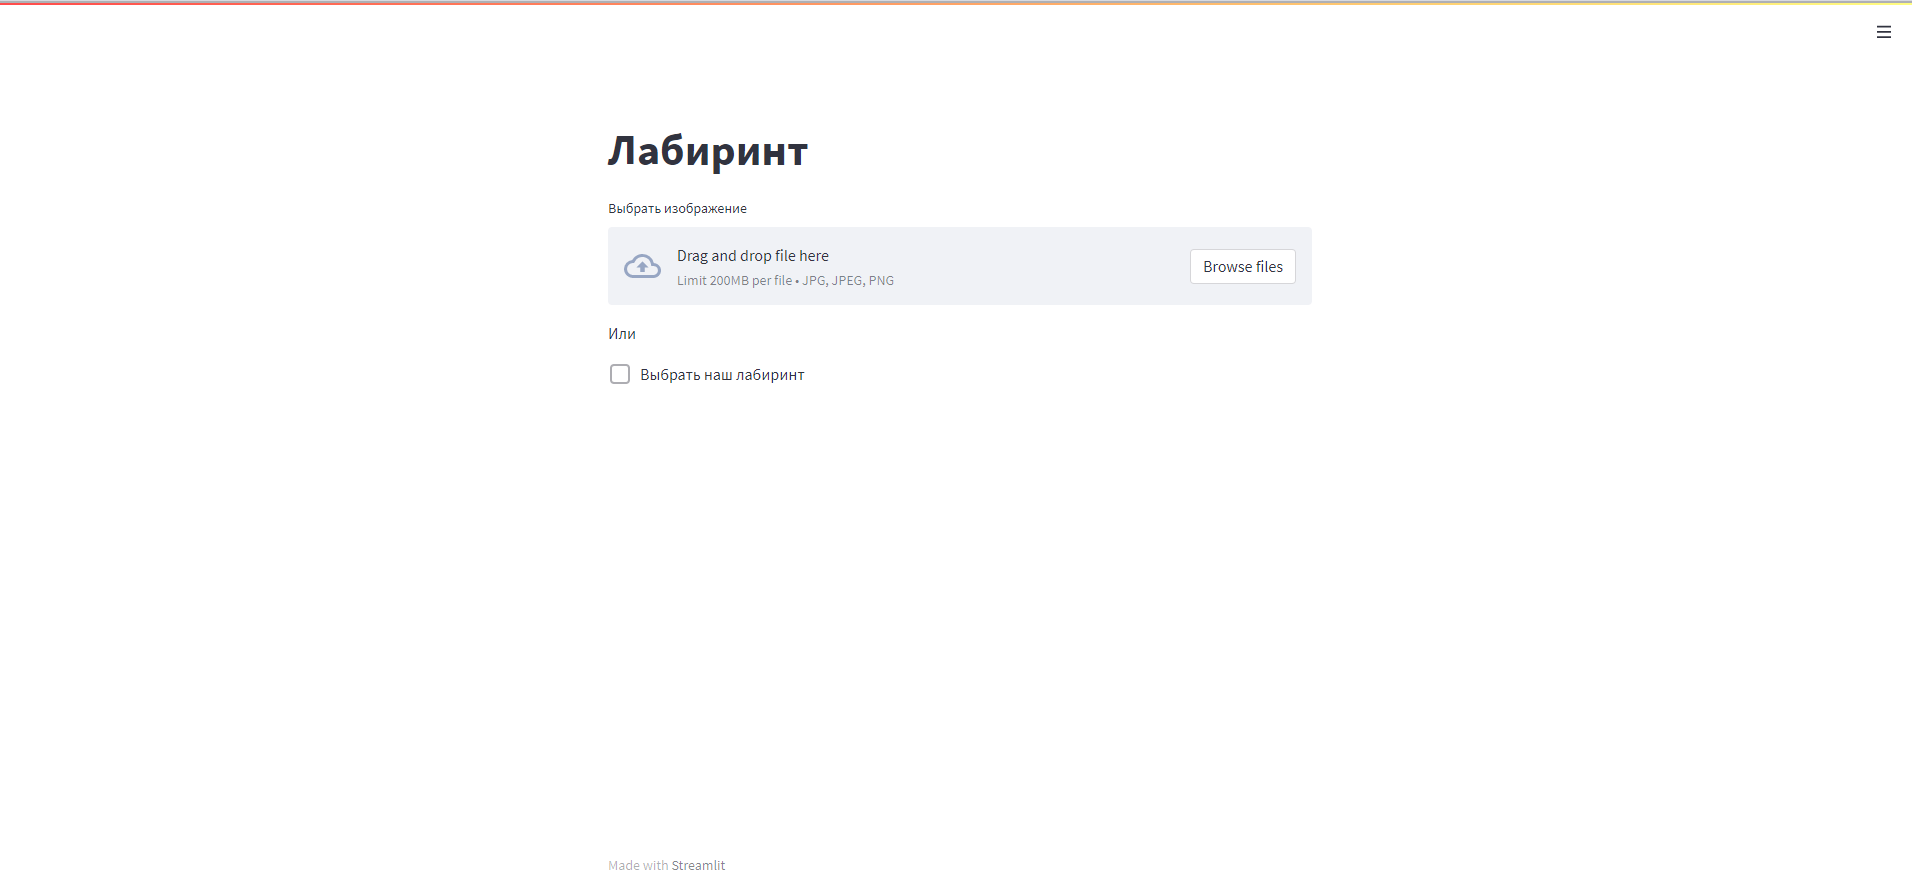 Лабиринт
Выбрать изображение
Drag and drop file here
Limit 200MB per file • JPG, JPEG, PNG
Browse files
Или
Выбрать наш лабиринт
Made with Streamlit